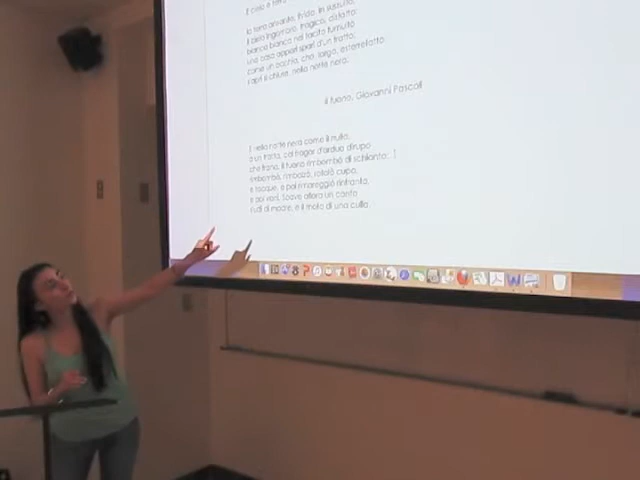 Il cielo e terra
la terra ansante, livida, in sussulto;
il cielo ingombro, tragico, disfatto:
bianca bianca nel tacito tumulto
una casa apparì sparì d'un tratto;
come un occhio, che, largo, esterrefatto,
s'aprì si chiuse, nella notte nera.
Il tuono, Giovanni Pascoli
E nella notte nera come il nulla,
a un tratto, col fragor d'arduo dirupo
che frana, il tuono rimbombò di schianto:
rimbombò, rimbalzò, rotolò cupo,
e tacque, e poi rimareggiò rinfranto,
e poi vanì. Soave allora un canto
s'udì di madre, e il moto di una culla.